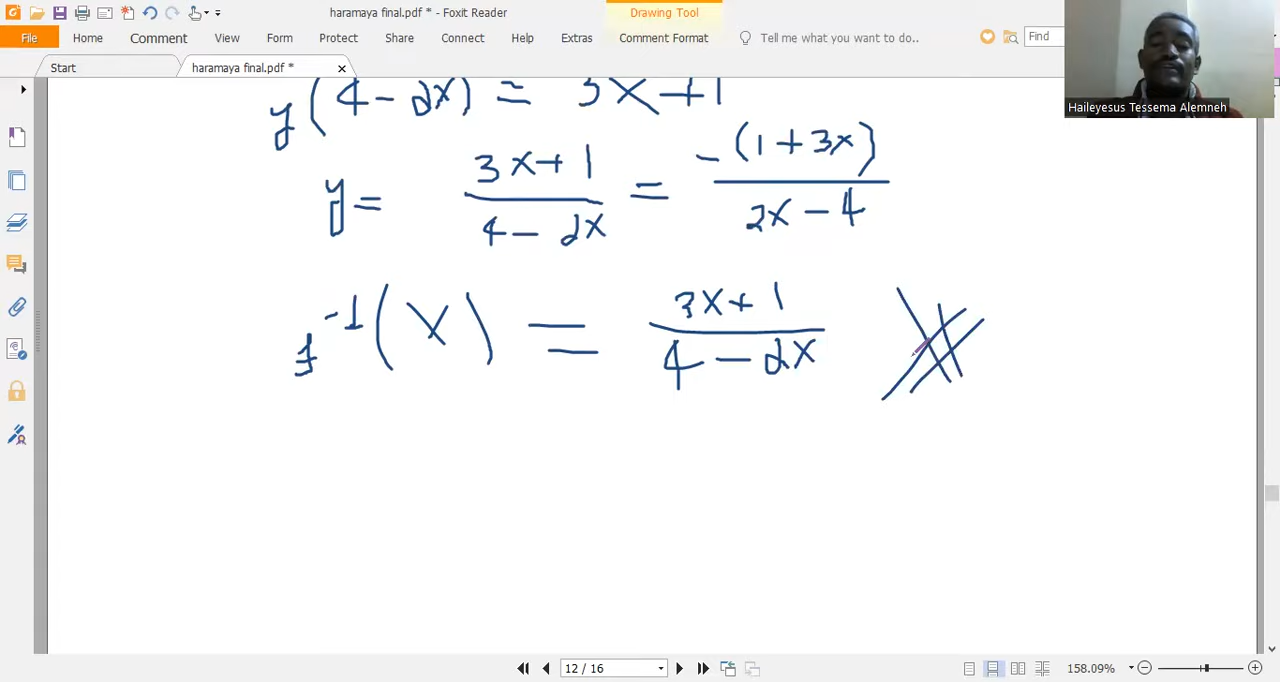 haramaya final.pdf * - Foxit Reader
Drawing Tool
File Home Comment View Form Protect Share Connect Help Extras Comment Format Tell me what you want to do.. Find
Start haramaya final.pdf *
Haileyesus Tessema Alemneh
y(4 - 2x) = 3x+1
y = 3x+1 / 4 - 2x = -(1+3x) / 2x - 4
f⁻¹(x) = 3x+1 / 4 - 2x
12 / 16 158.09%